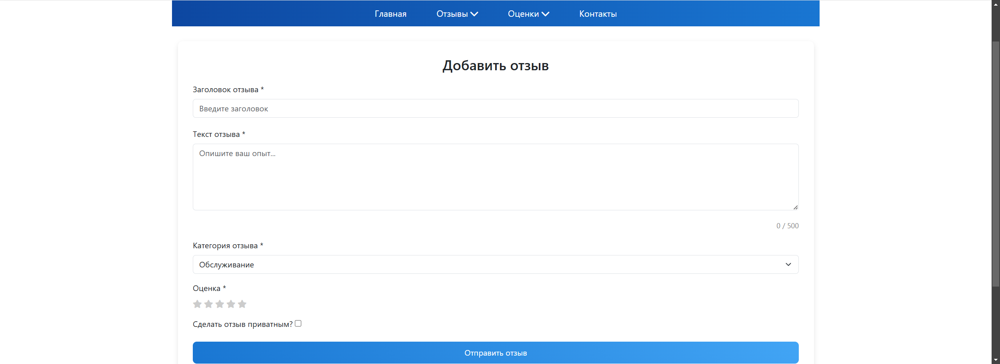 Главная Отзывы Оценки Контакты
Добавить отзыв
Заголовок отзыва *
Введите заголовок
Текст отзыва *
Опишите ваш опыт...
0 / 500
Категория отзыва *
Обслуживание
Оценка *
Сделать отзыв приватным?
Отправить отзыв